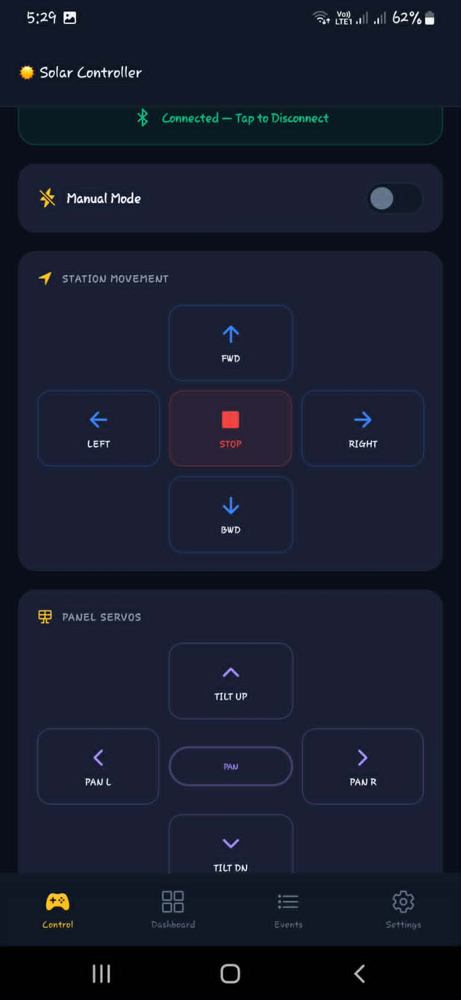 5:29 Vo)) LTE1 62%
Solar Controller
Connected — Tap to Disconnect
Manual Mode
STATION MOVEMENT
FWD
LEFT STOP RIGHT
BWD
PANEL SERVOS
TILT UP
PAN L PAN PAN R
TILT DN
Control Dashboard Events Settings